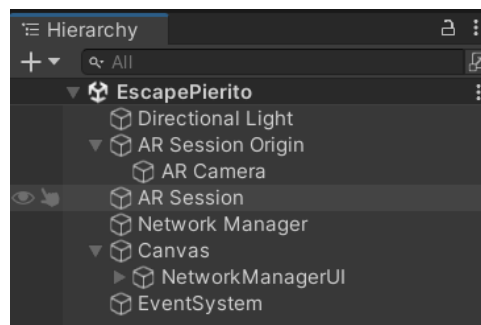 Hierarchy
All
EscapePierito
Directional Light
AR Session Origin
AR Camera
AR Session
Network Manager
Canvas
NetworkManagerUI
EventSystem